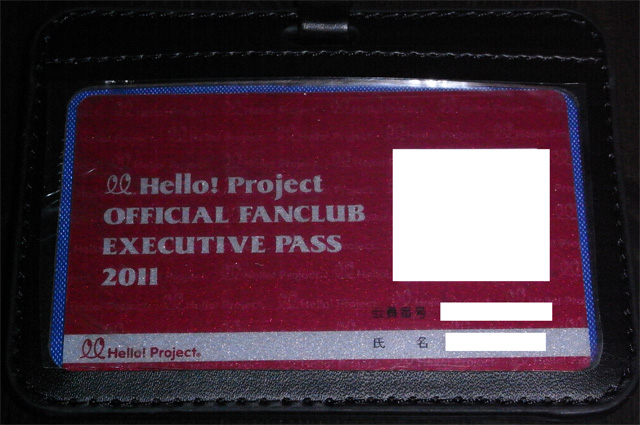 Hello! Project
OFFICIAL FANCLUB
EXECUTIVE PASS
2011
会員番号
氏 名
Hello! Project®